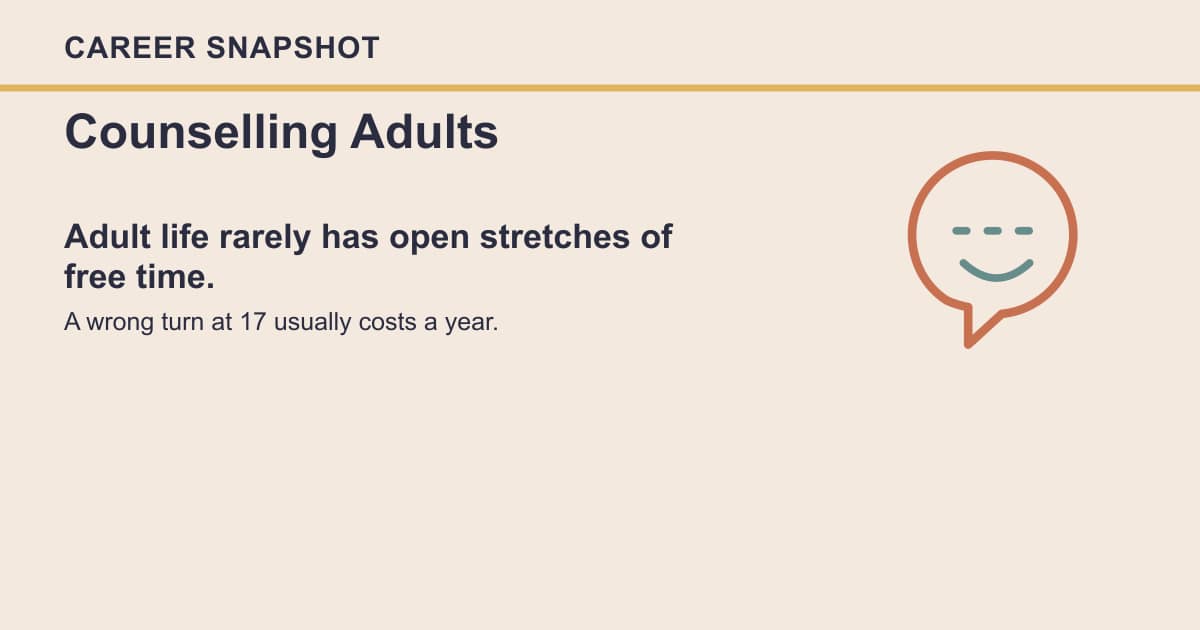 CAREER SNAPSHOT
Counselling Adults
Adult life rarely has open stretches of
free time.
A wrong turn at 17 usually costs a year.